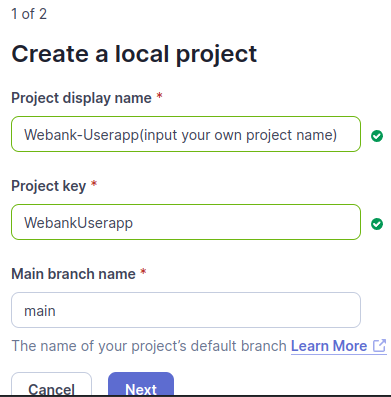 1 of 2
Create a local project
Project display name *
Webank-Userapp(input your own project name)
Project key *
WebankUserapp
Main branch name *
main
The name of your project's default branch Learn More
Cancel Next